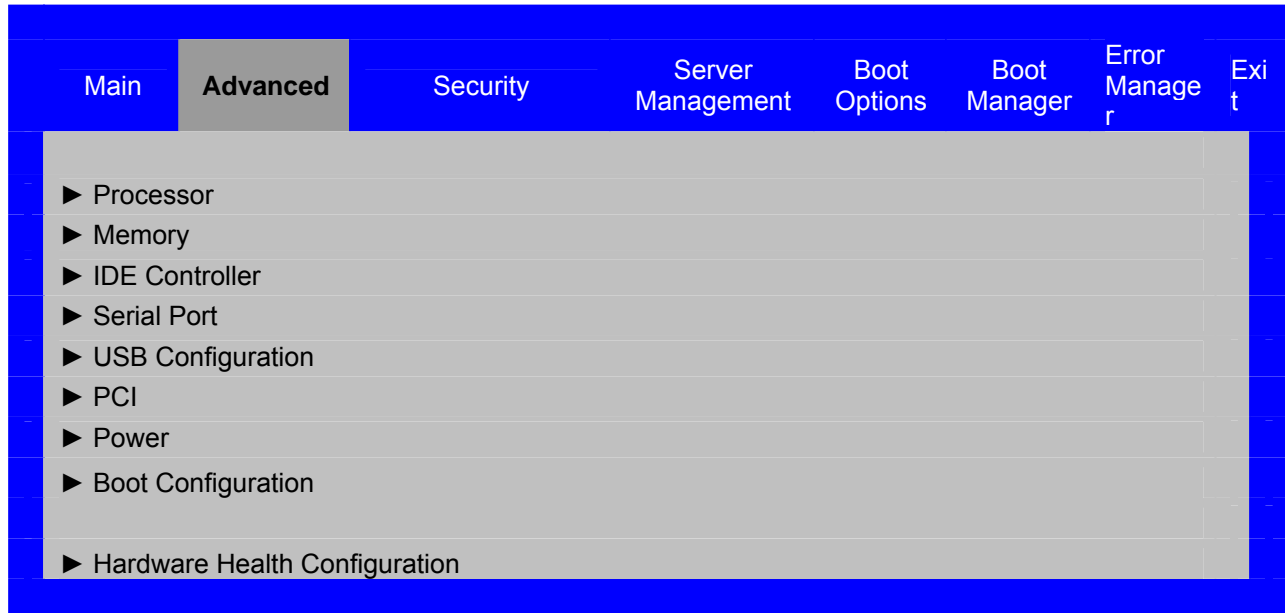 Main Advanced Security Server Management Boot Options Boot Manager Error Manage r Exi t
► Processor
► Memory
► IDE Controller
► Serial Port
► USB Configuration
► PCI
► Power
► Boot Configuration
► Hardware Health Configuration